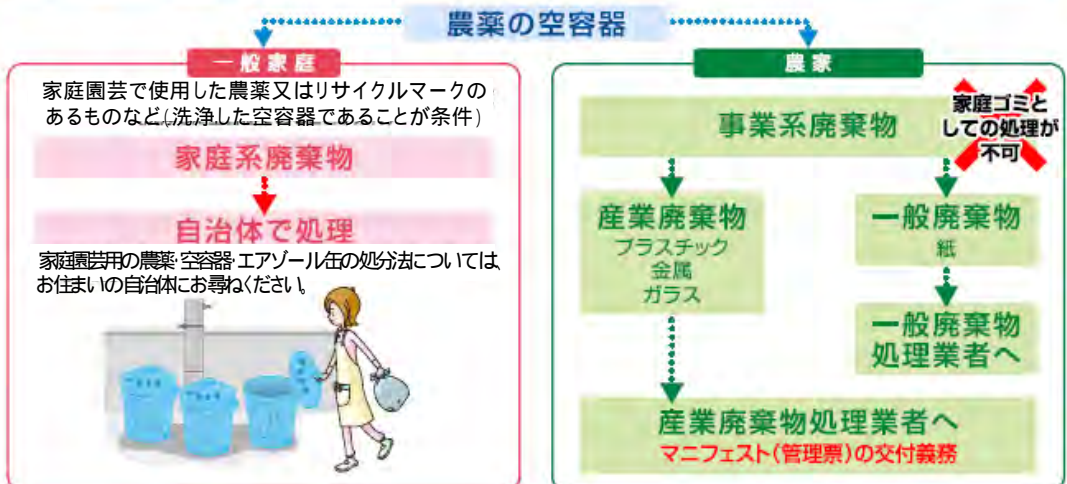 農薬の空容器
一般家庭
家庭園芸で使用した農薬又はリサイクルマークの
あるものなど(洗浄した空容器であることが条件)
家庭系廃棄物
自治体で処理
家庭園芸用の農薬・空容器・エアゾール缶の処分法については、
お住まいの自治体にお尋ねください。
農家
事業系廃棄物
家庭ゴミと
しての処理が
不可
産業廃棄物
プラスチック
金属
ガラス
一般廃棄物
紙
一般廃棄物
処理業者へ
産業廃棄物処理業者へ
マニフェスト(管理票)の交付義務